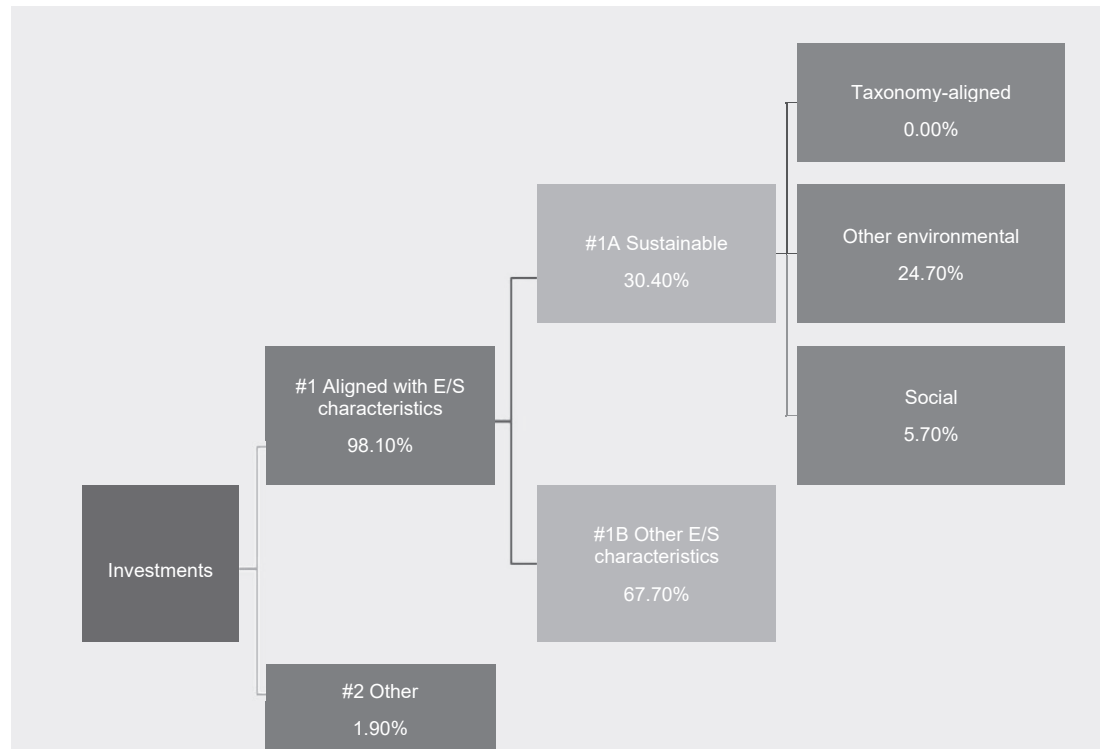 Taxonomy-aligned
0.00%
#1A Sustainable
30.40%
Other environmental
24.70%
#1 Aligned with E/S
characteristics
98.10%
Social
5.70%
Investments
#1B Other E/S
characteristics
67.70%
#2 Other
1.90%